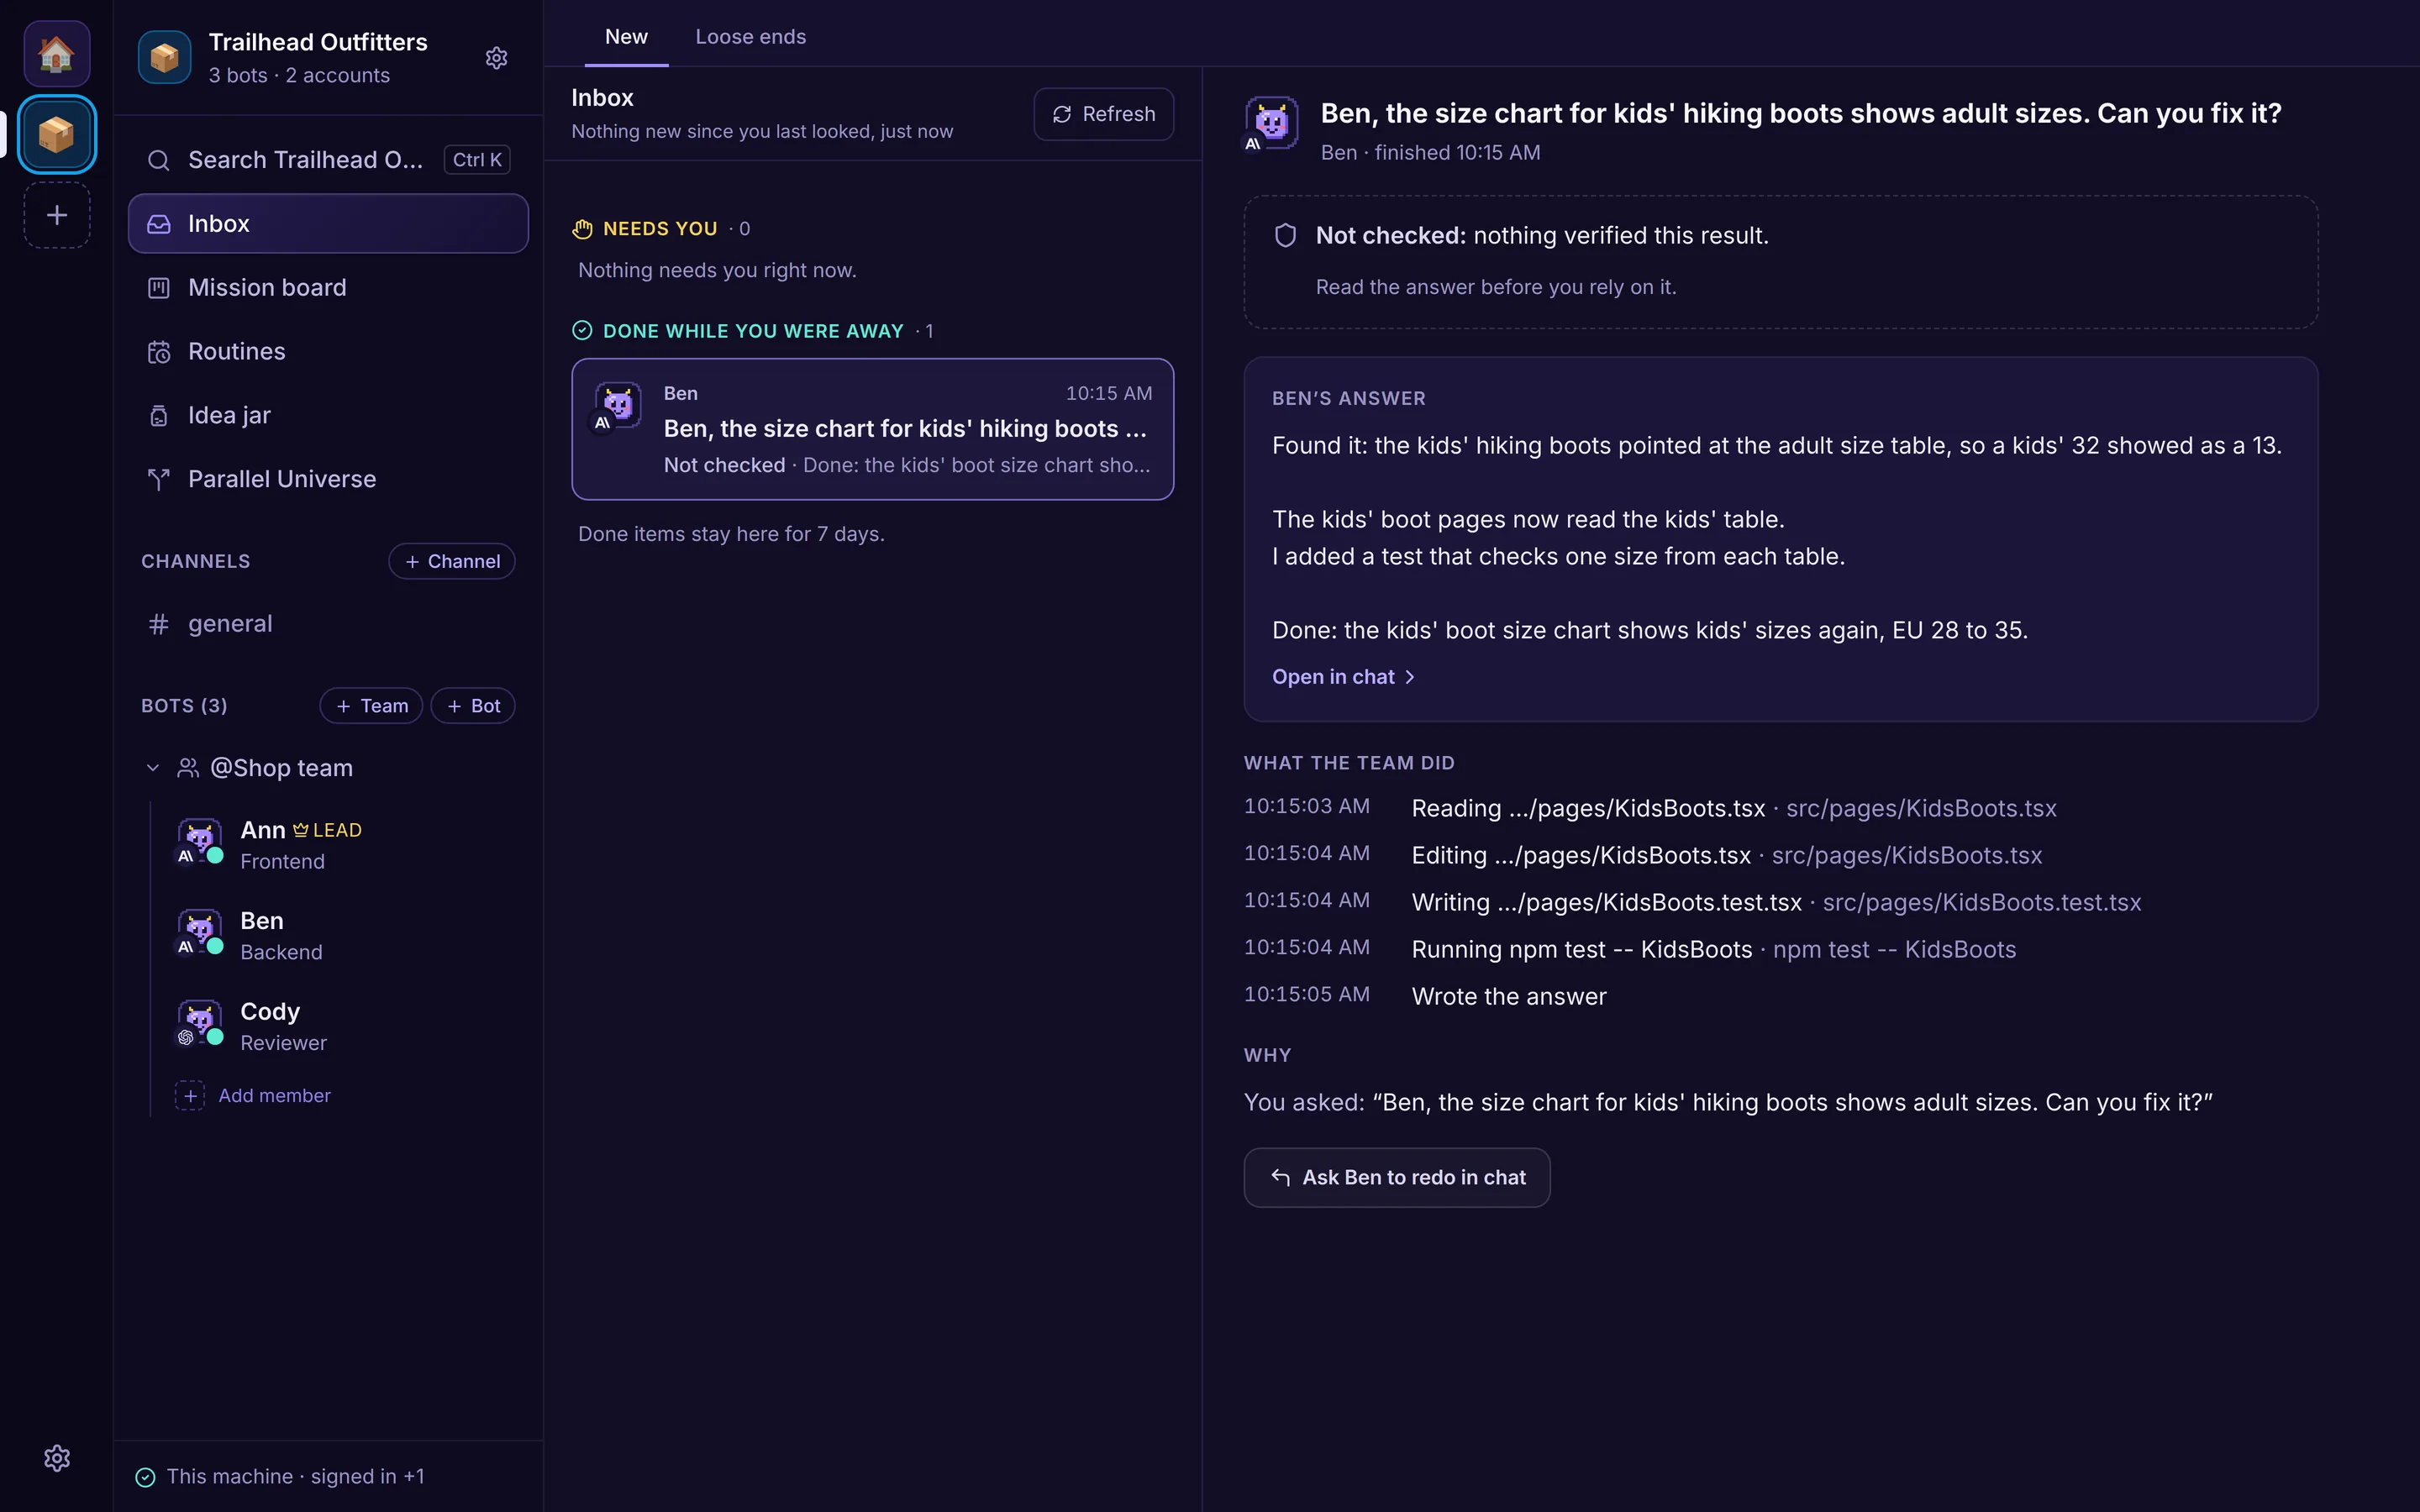 Trailhead Outfitters
3 bots · 2 accounts
Search Trailhead O... Ctrl K
Inbox
Mission board
Routines
Idea jar
Parallel Universe
CHANNELS
+ Channel
# general
BOTS (3)
+ Team
+ Bot
@Shop team
Ann LEAD
Frontend
Ben
Backend
Cody
Reviewer
+ Add member
This machine · signed in +1
New
Loose ends
Inbox
Nothing new since you last looked, just now
Refresh
NEEDS YOU · 0
Nothing needs you right now.
DONE WHILE YOU WERE AWAY · 1
Ben 10:15 AM
Ben, the size chart for kids' hiking boots ...
Not checked · Done: the kids' boot size chart sho...
Done items stay here for 7 days.
Ben, the size chart for kids' hiking boots shows adult sizes. Can you fix it?
Ben · finished 10:15 AM
Not checked: nothing verified this result.
Read the answer before you rely on it.
BEN’S ANSWER
Found it: the kids' hiking boots pointed at the adult size table, so a kids' 32 showed as a 13.
The kids' boot pages now read the kids' table.
I added a test that checks one size from each table.
Done: the kids' boot size chart shows kids' sizes again, EU 28 to 35.
Open in chat
WHAT THE TEAM DID
10:15:03 AM Reading .../pages/KidsBoots.tsx · src/pages/KidsBoots.tsx
10:15:04 AM Editing .../pages/KidsBoots.tsx · src/pages/KidsBoots.tsx
10:15:04 AM Writing .../pages/KidsBoots.test.tsx · src/pages/KidsBoots.test.tsx
10:15:04 AM Running npm test -- KidsBoots · npm test -- KidsBoots
10:15:05 AM Wrote the answer
WHY
You asked: “Ben, the size chart for kids' hiking boots shows adult sizes. Can you fix it?”
Ask Ben to redo in chat